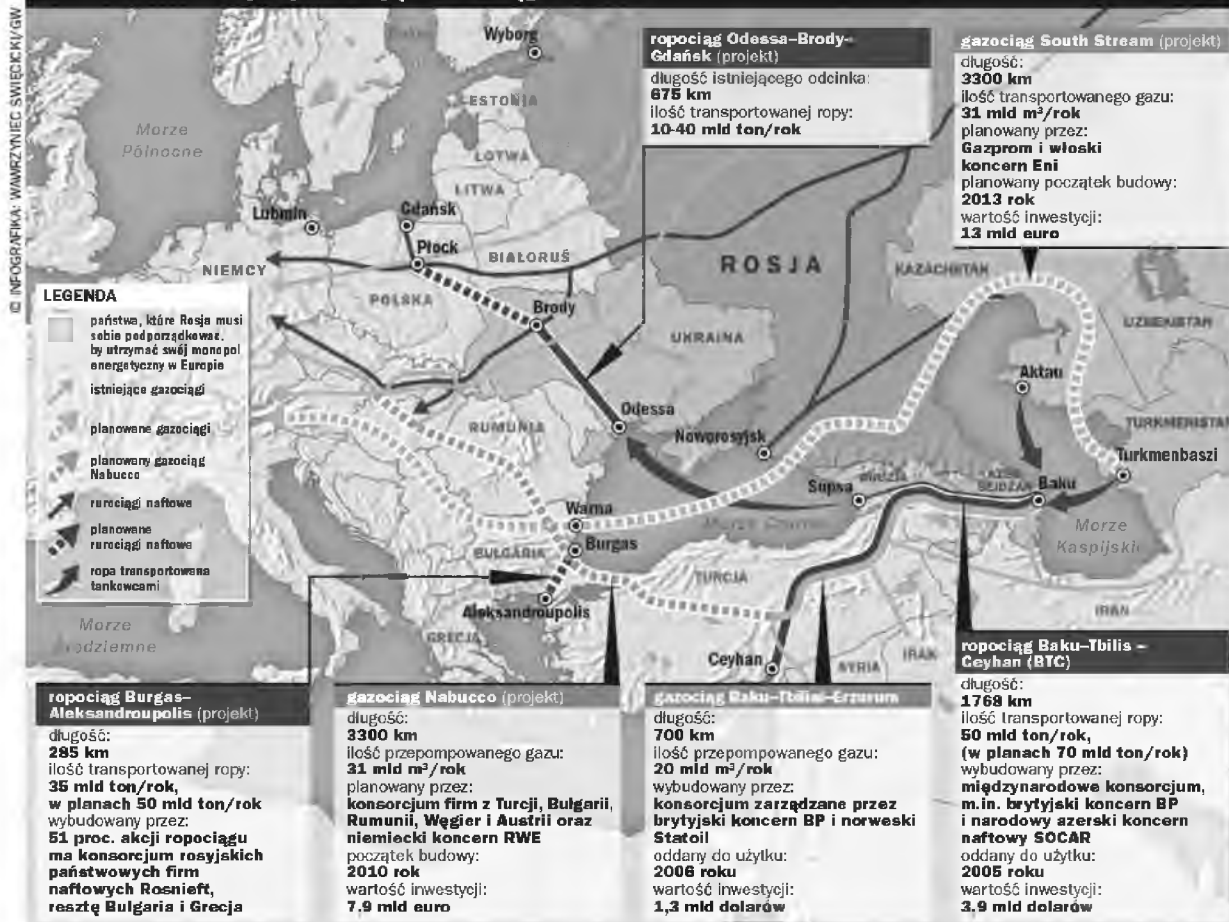 © INFOGRAFIKA: WAWRZYNIEC ŚWIĘCICKI/GW
Wyborg
ropociąg Odessa–Brody–
Gdańsk (projekt)
długość istniejącego odcinka:
675 km
ilość transportowanej ropy:
10-40 mld ton/rok
gazociąg South Stream (projekt)
długość:
3300 km
ilość transportowanego gazu:
31 mld m³/rok
planowany przez:
Gazprom i włoski
koncern Eni
planowany początek budowy:
2013 rok
wartość inwestycji:
13 mld euro
Morze
Północne
ESTONIA
ŁOTWA
LITWA
Lubmin
Gdańsk
Płock
NIEMCY
BIAŁORUŚ
ROSJA
KAZACHSTAN
UZBEKISTAN
POLSKA
Brody
UKRAINA
LEGENDA
państwa, które Rosja musi
sobie podporządkować,
by utrzymać swój monopol
energetyczny w Europie
istniejące gazociągi
planowane gazociągi
planowany gazociąg
Nabucco
rurociągi naftowe
planowane
rurociągi naftowe
ropa transportowana
tankowcami
Aktau
Odessa
RUMUNIA
Noworosyjsk
TURKMENISTAN
Turkmenbaszi
Supsa
GRUZJA
BEJDŻAN
Baku
Warna
Morze Czarne
Morze
Kaspijskie
Burgas
BUŁGARIA
TURCJA
Aleksandroupolis
IRAN
Morze
GRECJA
Ceyhan
SYRIA
IRAK
ropociąg Burgas–
Aleksandroupolis (projekt)
długość:
285 km
ilość transportowanej ropy:
35 mld ton/rok,
w planach 50 mld ton/rok
wybudowany przez:
51 proc. akcji ropociągu
ma konsorcjum rosyjskich
państwowych firm
naftowych Rosnieft,
resztę Bułgaria i Grecja
gazociąg Nabucco (projekt)
długość:
3300 km
ilość przepompowanego gazu:
31 mld m³/rok
planowany przez:
konsorcjum firm z Turcji, Bułgarii,
Rumunii, Węgier i Austrii oraz
niemiecki koncern RWE
początek budowy:
2010 rok
wartość inwestycji:
7,9 mld euro
gazociąg Baku–Tbilisi–Erzurum
długość:
700 km
ilość przepompowanego gazu:
20 mld m³/rok
wybudowany przez:
konsorcjum zarządzane przez
brytyjski koncern BP i norweski
Statoil
oddany do użytku:
2006 roku
wartość inwestycji:
1,3 mld dolarów
ropociąg Baku–Tbilis –
Ceyhan (BTC)
długość:
1768 km
ilość transportowanej ropy:
50 mld ton/rok,
(w planach 70 mld ton/rok)
wybudowany przez:
międzynarodowe konsorcjum,
m.in. brytyjski koncern BP
i narodowy azerski koncern
naftowy SOCAR
oddany do użytku:
2005 roku
wartość inwestycji:
3,9 mld dolarów